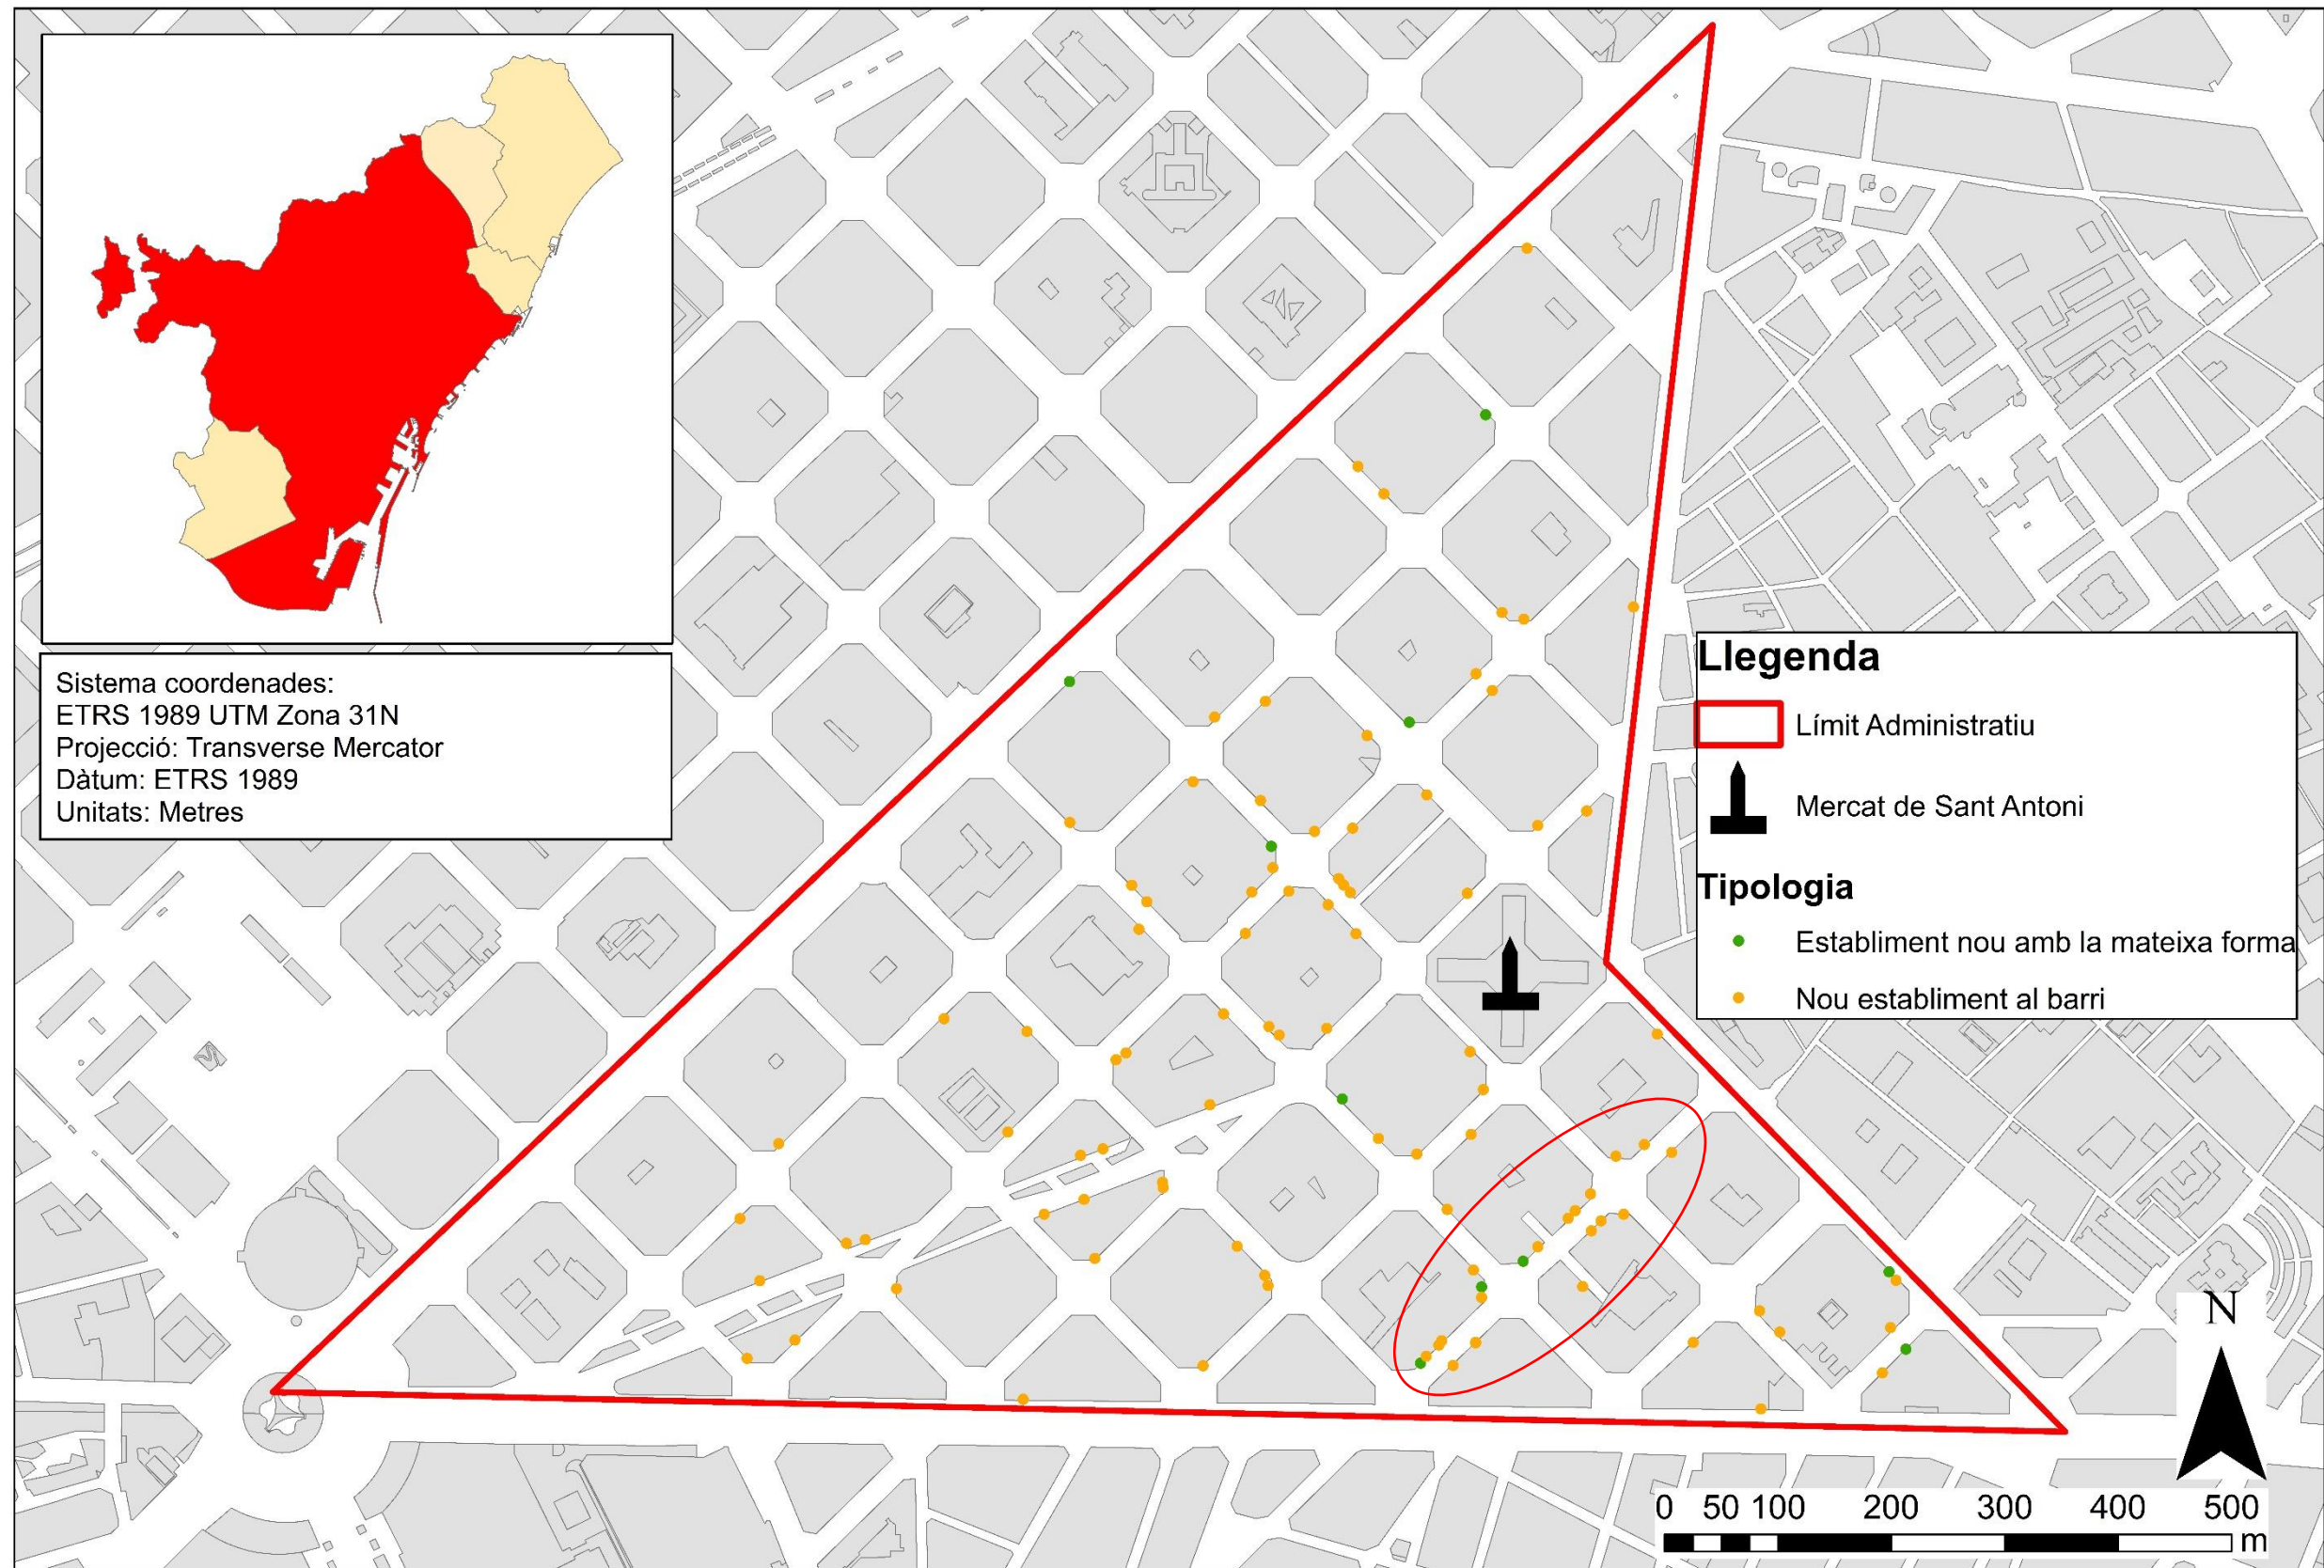 Sistema coordenades:
ETRS 1989 UTM Zona 31N
Projecció: Transverse Mercator
Dàtum: ETRS 1989
Unitats: Metres
Llegenda
Límit Administratiu
Mercat de Sant Antoni
Tipologia
Establiment nou amb la mateixa forma
Nou establiment al barri
N
0 50 100 200 300 400 500
m